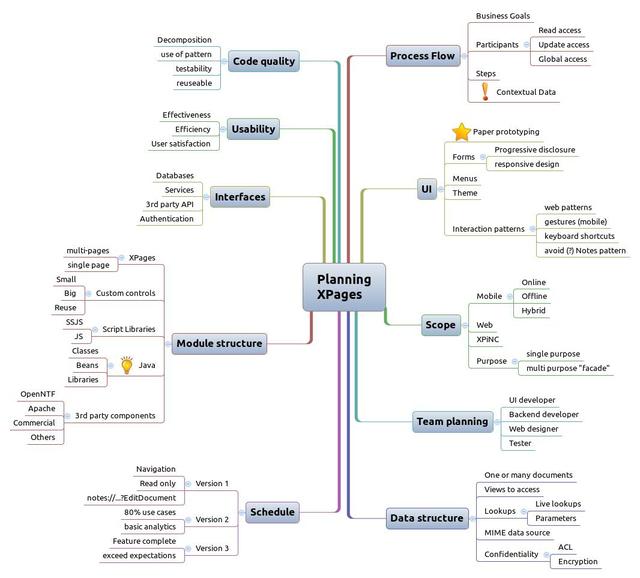 Planning
XPages
Process Flow
Business Goals
Participants
Read access
Update access
Global access
Steps
Contextual Data
UI
Paper prototyping
Forms
Progressive disclosure
responsive design
Menus
Theme
Interaction patterns
web patterns
gestures (mobile)
keyboard shortcuts
avoid (?) Notes pattern
Scope
Mobile
Online
Offline
Hybrid
Web
XPiNC
Purpose
single purpose
multi purpose "facade"
Team planning
UI developer
Backend developer
Web designer
Tester
Data structure
One or many documents
Views to access
Lookups
Live lookups
Parameters
MIME data source
Confidentiality
ACL
Encryption
Code quality
Decomposition
use of pattern
testability
reuseable
Usability
Effectiveness
Efficiency
User satisfaction
Interfaces
Databases
Services
3rd party API
Authentication
Module structure
XPages
multi-pages
single page
Custom controls
Small
Big
Reuse
Script Libraries
SSJS
JS
Java
Classes
Beans
Libraries
3rd party components
OpenNTF
Apache
Commercial
Others
Schedule
Version 1
Navigation
Read only
notes://...?EditDocument
Version 2
80% use cases
basic analytics
Version 3
Feature complete
exceed expectations